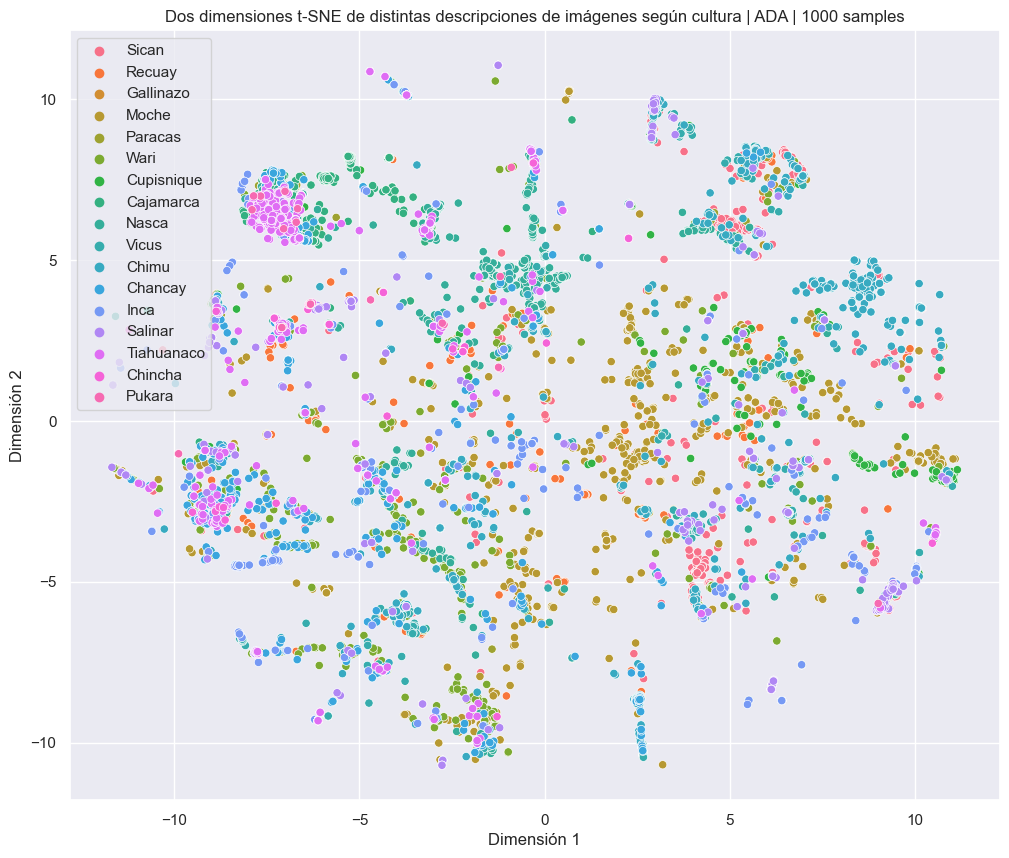 Dos dimensiones t-SNE de distintas descripciones de imágenes según cultura | ADA | 1000 samples
Sican
Recuay
Gallinazo
Moche
Paracas
Wari
Cupisnique
Cajamarca
Nasca
Vicus
Chimu
Chancay
Inca
Salinar
Tiahuanaco
Chincha
Pukara
Dimensión 2
10
5
0
−5
−10
−10
−5
0
5
10
Dimensión 1